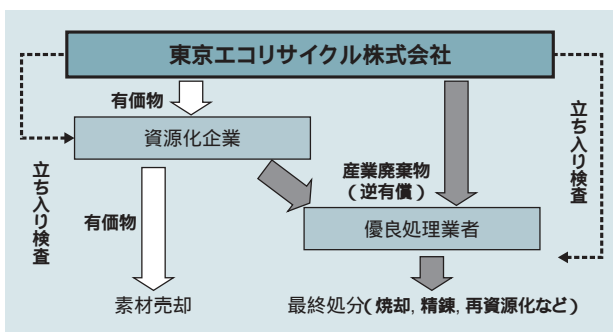 東京エコリサイクル株式会社
有価物
資源化企業
立ち入り検査
立ち入り検査
産業廃棄物
(逆有償)
有価物
優良処理業者
素材売却
最終処分(焼却, 精錬, 再資源化など)